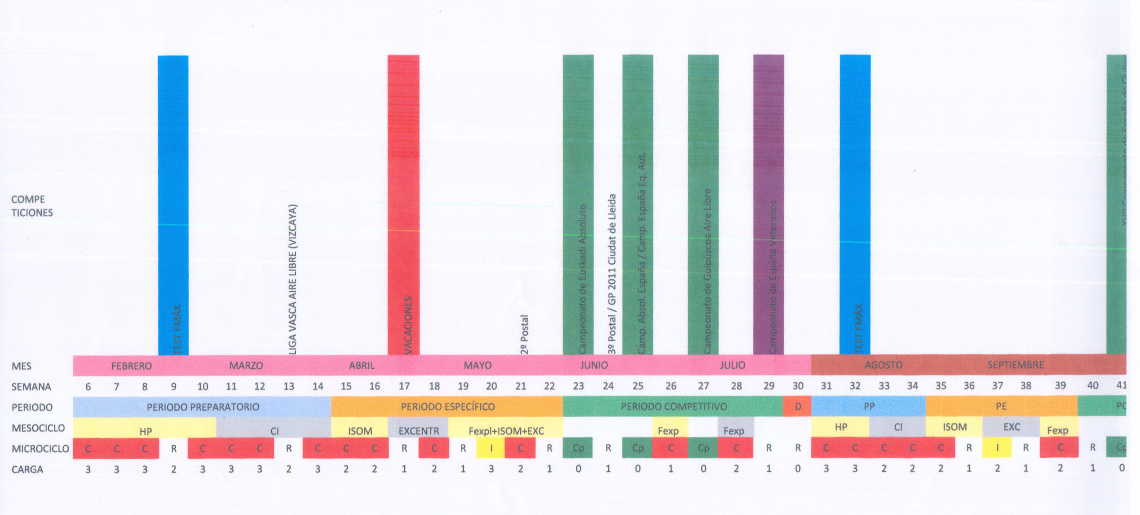 COMPE
TICIONES
TEST FMÁX
LIGA VASCA AIRE LIBRE (VIZCAYA)
VACACIONES
2º Postal
Campeonato de Euskadi Absoluto
3º Postal / GP 2011 Ciudat de Lleida
Camp. Absol. España / Camp. España Eq. Aut.
Campeonato de Guipúzcoa Aire Libre
Campeonato de España Veteranos
TEST FMÁX
MES FEBRERO MARZO ABRIL MAYO JUNIO JULIO AGOSTO SEPTIEMBRE
SEMANA 6 7 8 9 10 11 12 13 14 15 16 17 18 19 20 21 22 23 24 25 26 27 28 29 30 31 32 33 34 35 36 37 38 39 40 41
PERIODO PERIODO PREPARATORIO PERIODO ESPECÍFICO PERIODO COMPETITIVO D PP PE PC
MESOCICLO HP CI ISOM EXCENTR Fexpl+ISOM+EXC Fexp Fexp HP CI ISOM EXC Fexp
MICROCICLO C C C R C C C R C C C R C R I C R Cp R Cp C Cp C R R C C C C C R I R C R Cp
CARGA 3 3 3 2 3 3 3 2 3 2 2 1 2 1 3 2 1 0 1 0 1 0 2 1 0 3 3 2 2 2 1 2 1 2 1 0